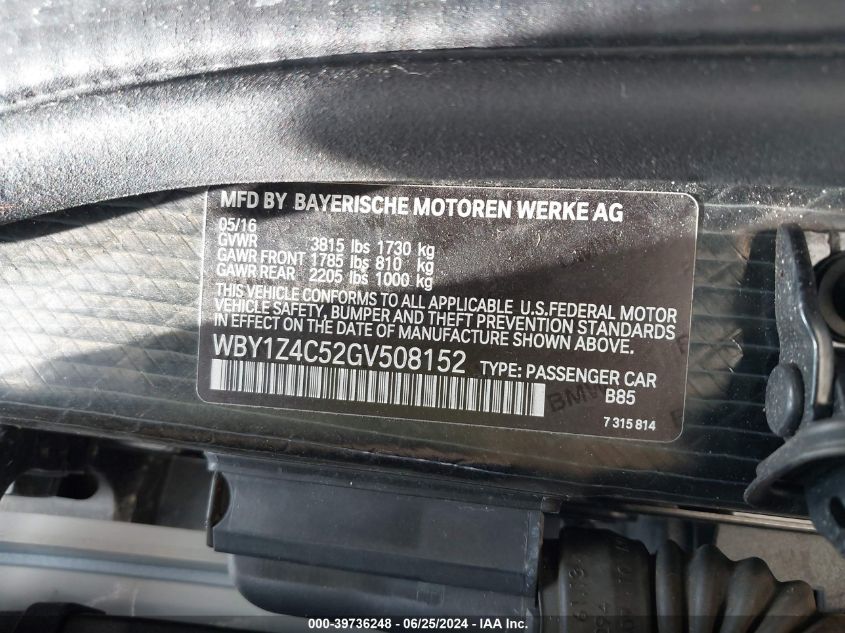 MFD BY BAYERISCHE MOTOREN WERKE AG
05/16
GVWR 3815 lbs 1730 kg
GAWR FRONT 1785 lbs 810 kg
GAWR REAR 2205 lbs 1000 kg
THIS VEHICLE CONFORMS TO ALL APPLICABLE U.S.FEDERAL MOTOR
VEHICLE SAFETY, BUMPER AND THEFT PREVENTION STANDARDS
IN EFFECT ON THE DATE OF MANUFACTURE SHOWN ABOVE.
WBY1Z4C52GV508152 TYPE: PASSENGER CAR
B85
BMW
7 315 814
000-39736248 - 06/25/2024 - IAA Inc.